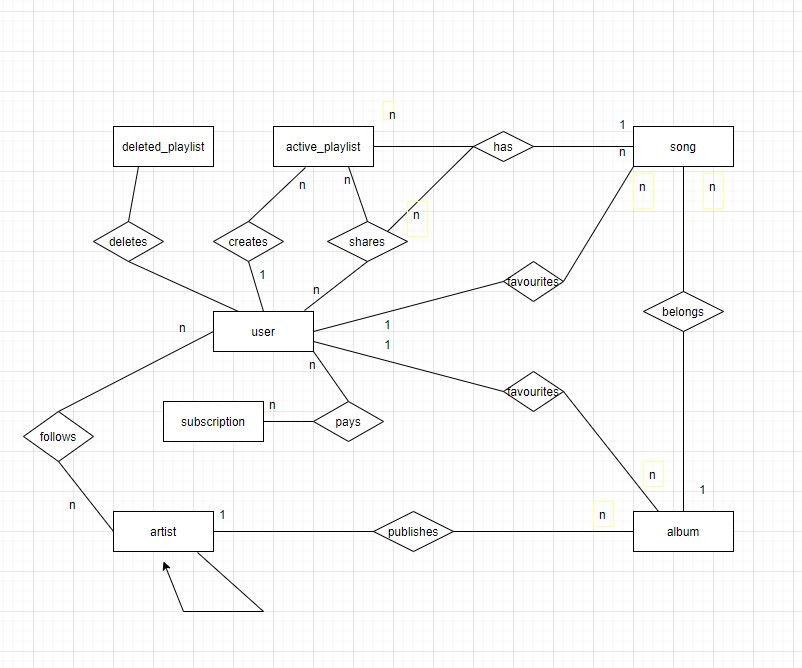 n
1
deleted_playlist
active_playlist
has
song
n
n
n
n
n
n
deletes
creates
shares
1
favourites
n
belongs
n
user
1
1
n
favourites
n
subscription
pays
follows
n
n
1
n
1
n
artist
publishes
album